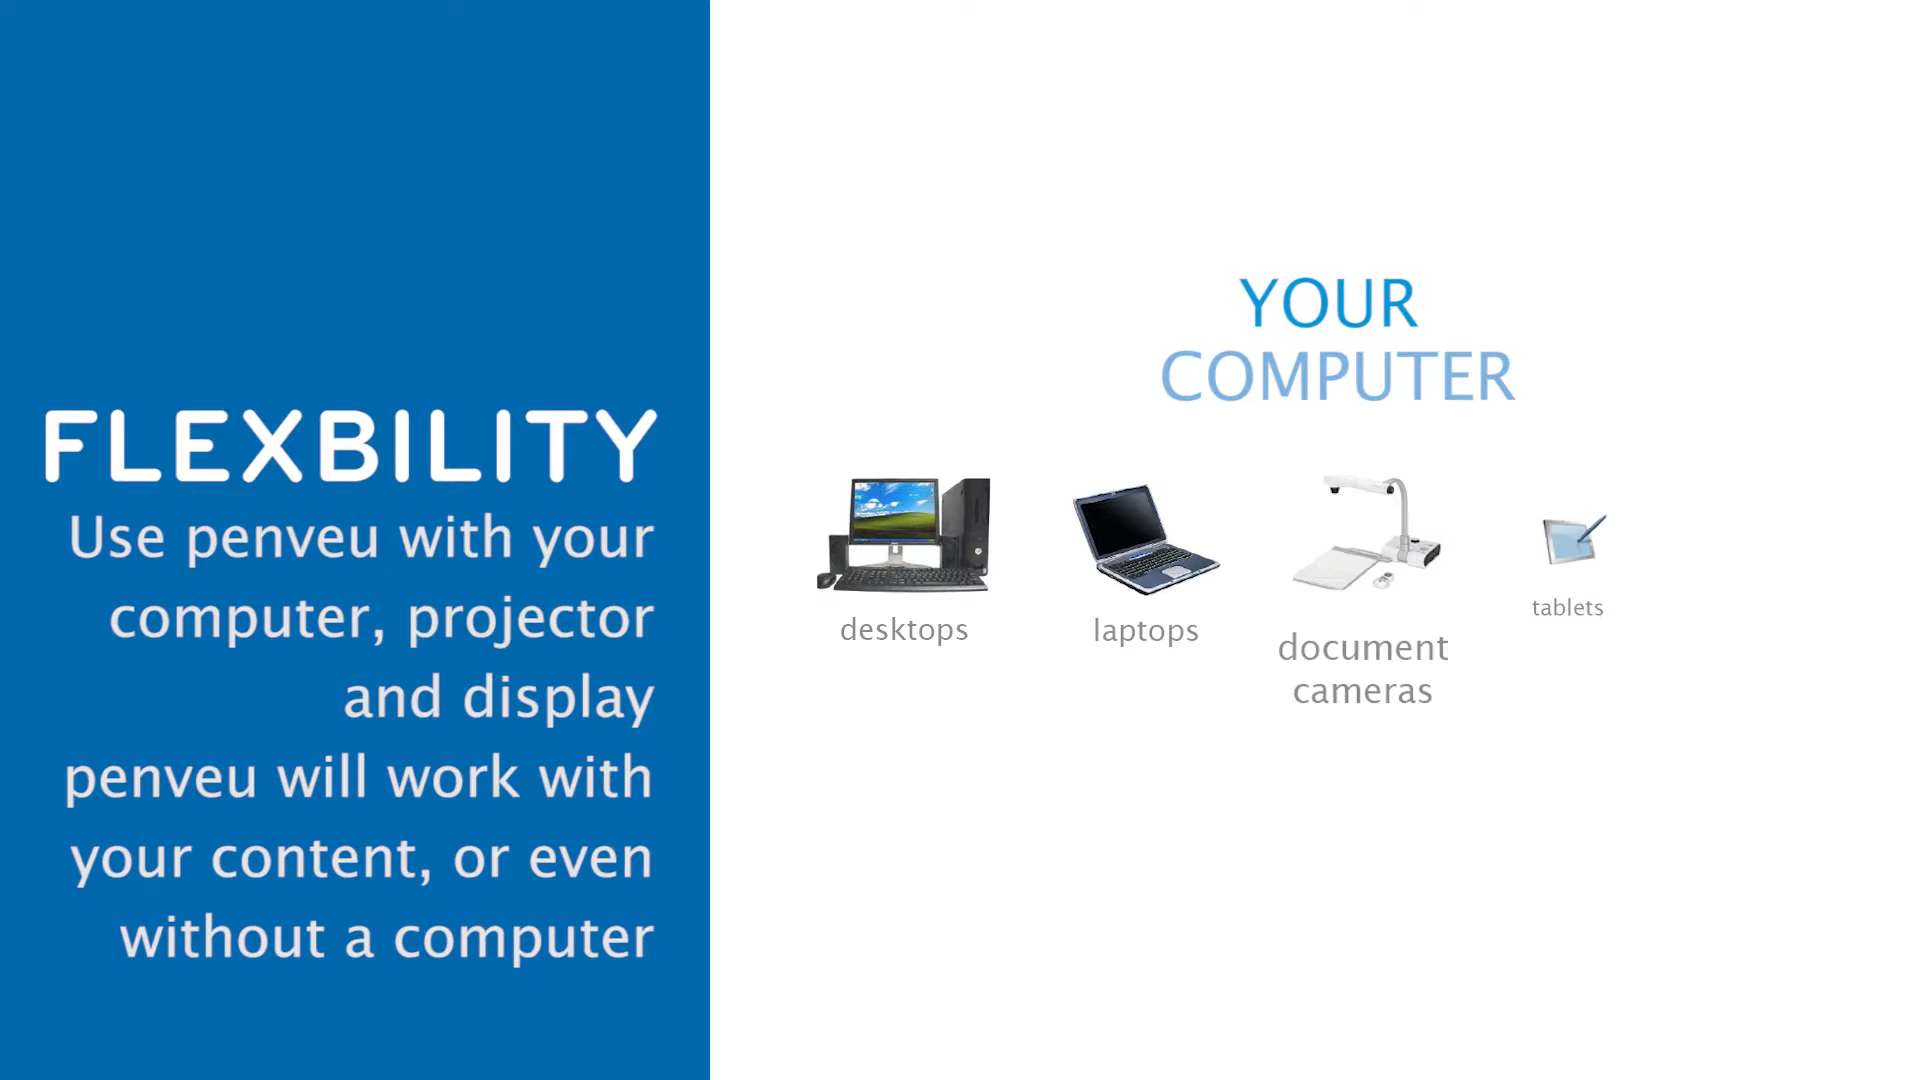 FLEXBILITY
Use penveu with your
computer, projector
and display
penveu will work with
your content, or even
without a computer
YOUR
COMPUTER
desktops
laptops
document
cameras
tablets